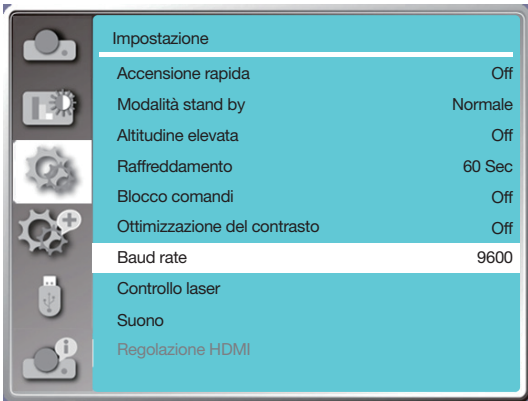 Impostazione
Accensione rapida Off
Modalità stand by Normale
Altitudine elevata Off
Raffreddamento 60 Sec
Blocco comandi Off
Ottimizzazione del contrasto Off
Baud rate 9600
Controllo laser
Suono
Regolazione HDMI